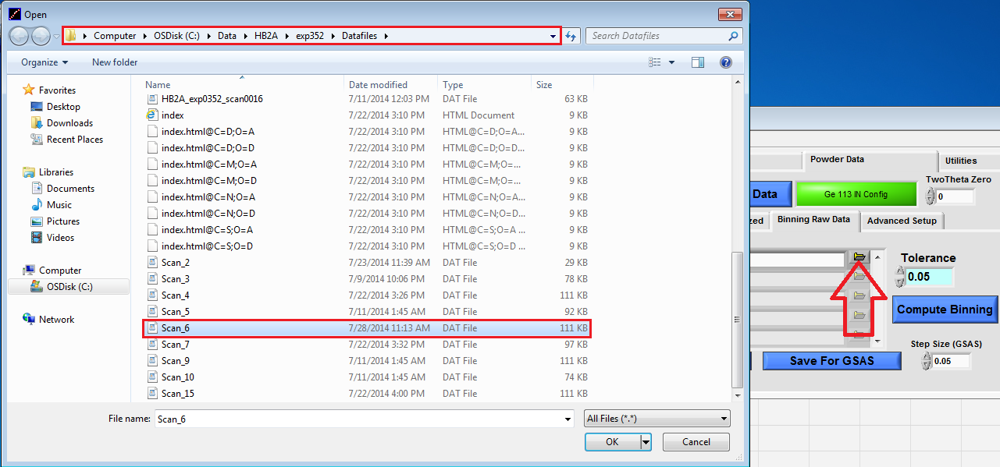 Open
Computer OSDisk (C:) Data HB2A exp352 Datafiles Search Datafiles
Organize New folder
Name Date modified Type Size
HB2A_exp0352_scan0016 7/11/2014 12:03 PM DAT File 63 KB
index 7/22/2014 3:10 PM HTML Document 9 KB
index.html@C=D;O=A 7/22/2014 3:10 PM HTML@C=D;O=A... 9 KB
index.html@C=D;O=D 7/22/2014 3:10 PM HTML@C=D;O=D... 9 KB
index.html@C=M;O=A 7/22/2014 3:10 PM HTML@C=M;O=... 9 KB
index.html@C=M;O=D 7/22/2014 3:10 PM HTML@C=M;O=... 9 KB
index.html@C=N;O=A 7/22/2014 3:10 PM HTML@C=N;O=A... 9 KB
index.html@C=N;O=D 7/22/2014 3:10 PM HTML@C=N;O=D... 9 KB
index.html@C=S;O=A 7/22/2014 3:10 PM HTML@C=S;O=A ... 9 KB
index.html@C=S;O=D 7/22/2014 3:10 PM HTML@C=S;O=D ... 9 KB
Scan_2 7/23/2014 11:39 AM DAT File 29 KB
Scan_3 7/9/2014 10:06 PM DAT File 78 KB
Scan_4 7/22/2014 3:26 PM DAT File 111 KB
Scan_5 7/11/2014 1:45 AM DAT File 92 KB
Scan_6 7/28/2014 11:13 AM DAT File 111 KB
Scan_7 7/22/2014 3:32 PM DAT File 97 KB
Scan_9 7/11/2014 1:45 AM DAT File 111 KB
Scan_10 7/11/2014 1:45 AM DAT File 74 KB
Scan_15 7/22/2014 4:00 PM DAT File 111 KB
Favorites
Desktop
Downloads
Recent Places
Libraries
Documents
Music
Pictures
Videos
Computer
OSDisk (C:)
Network
File name: Scan_6 All Files (*.*)
OK Cancel
Powder Data Utilities
Data Ge 113 IN Config TwoTheta Zero
0
zed Binning Raw Data Advanced Setup
Tolerance
0.05
Compute Binning
Step Size (GSAS)
Save For GSAS 0.05